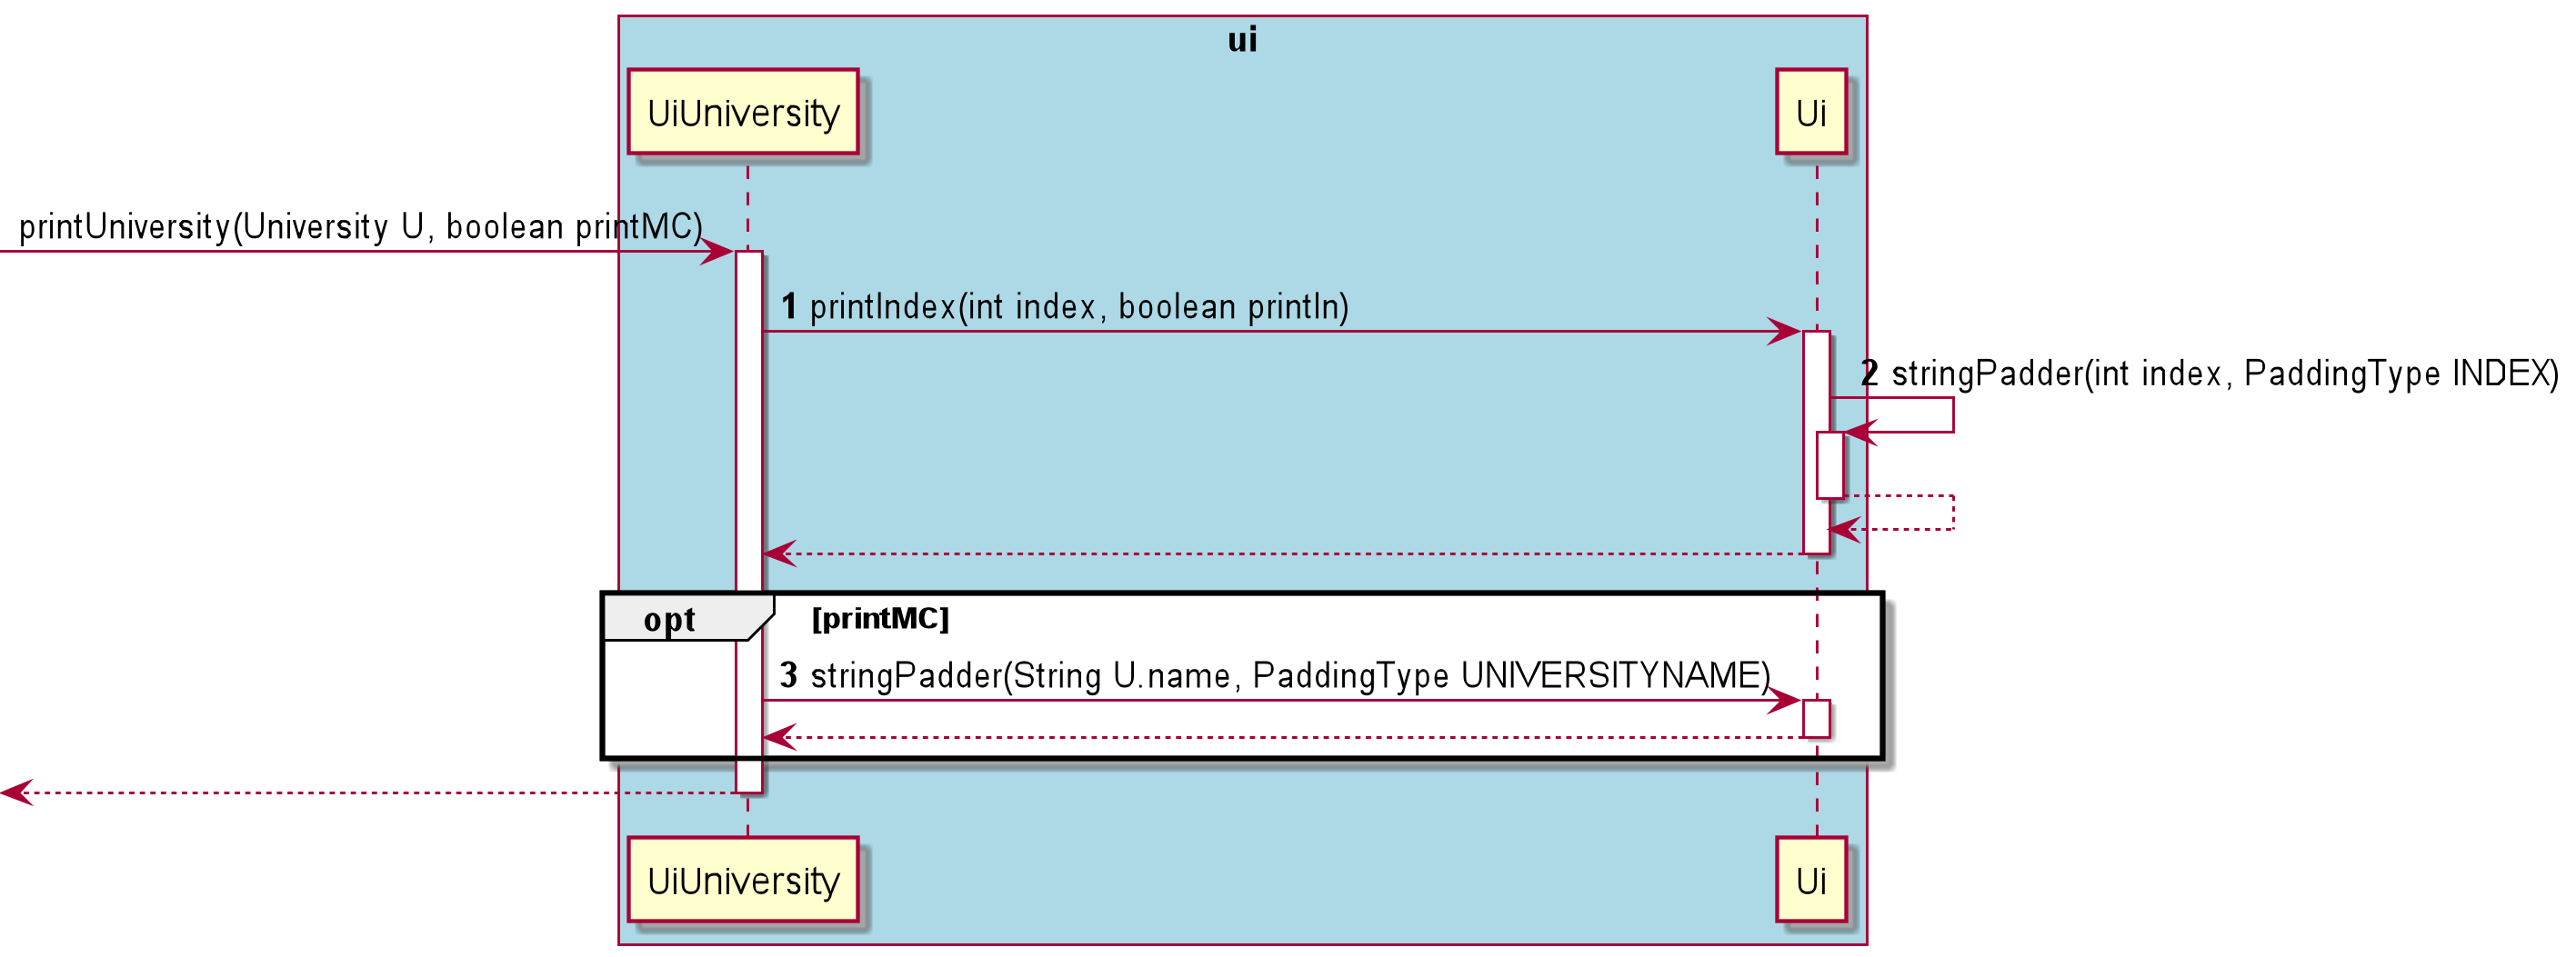 ui
UiUniversity
Ui
printUniversity(University U, boolean printMC)
1 printIndex(int index, boolean println)
2 stringPadder(int index, PaddingType INDEX)
opt
[printMC]
3 stringPadder(String U.name, PaddingType UNIVERSITYNAME)
UiUniversity
Ui